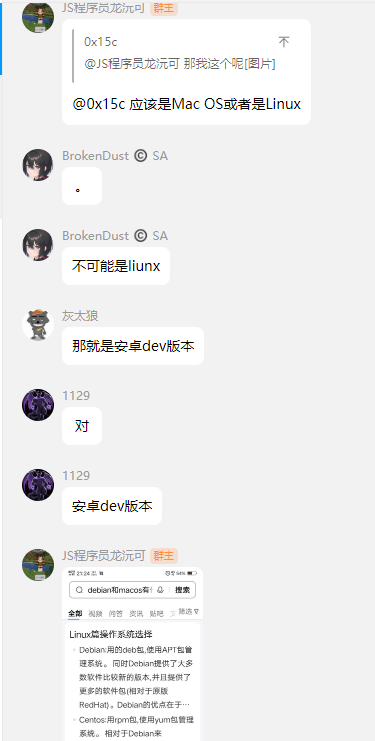 JS程序员龙沅可 群主
0x15c
@JS程序员龙沅可 那我这个呢[图片]
@0x15c 应该是Mac OS或者是Linux
BrokenDust © SA
。
BrokenDust © SA
不可能是liunx
灰太狼
那就是安卓dev版本
1129
对
1129
安卓dev版本
JS程序员龙沅可 群主
21:24
54%
debian和macos有什
搜索
全部 视频 问答 资讯 贴吧 筛选
Linux篇操作系统选择
Debian:用的deb包,使用APT包管
理系统。 同时Debian提供了大多
数软件比较新的版本,并且提供了
更多的软件包(相对于原版
RedHat)。Debian的优点在于…
Centos:用rpm包,使用yum包管理
系统。 相对于Debian来